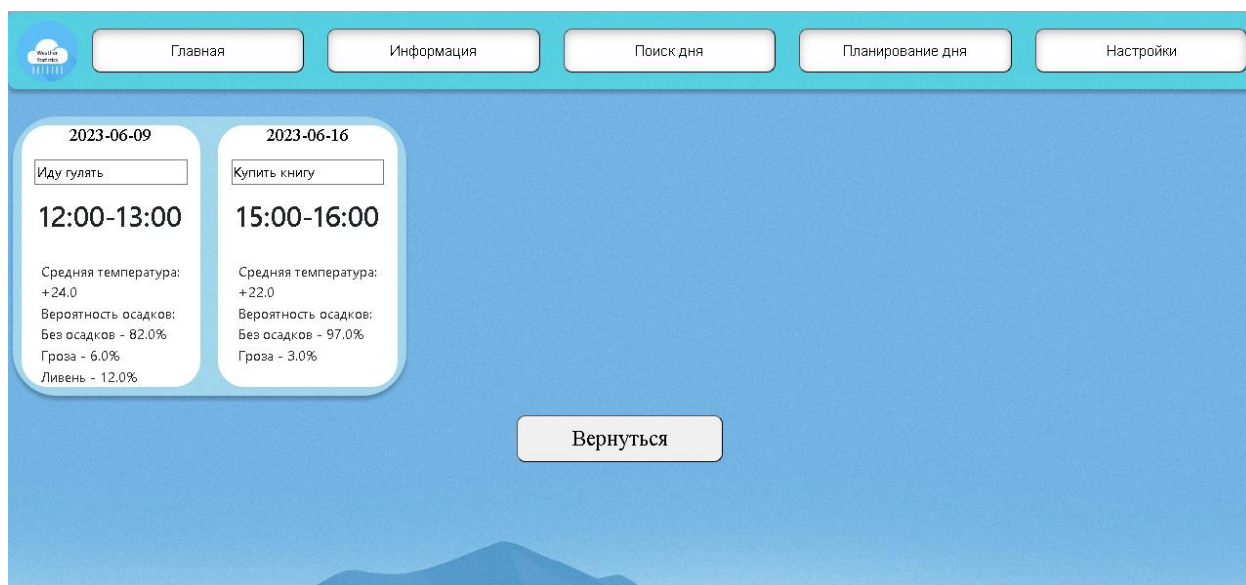 Weather
Statistics
Главная
Информация
Поиск дня
Планирование дня
Настройки
2023-06-09
Иду гулять
12:00-13:00
Средняя температура:
+24.0
Вероятность осадков:
Без осадков - 82.0%
Гроза - 6.0%
Ливень - 12.0%
2023-06-16
Купить книгу
15:00-16:00
Средняя температура:
+22.0
Вероятность осадков:
Без осадков - 97.0%
Гроза - 3.0%
Вернуться